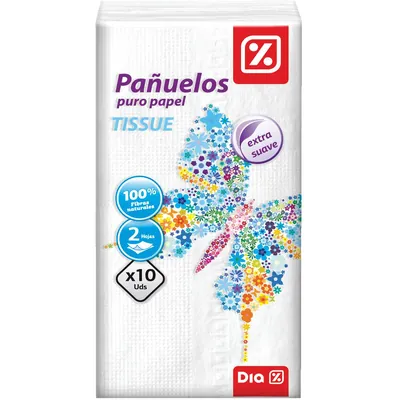 %
Pañuelos
puro papel
TISSUE
extra
suave
100%
Fibras
naturales
2 Hojas
x10
Uds
Dia %